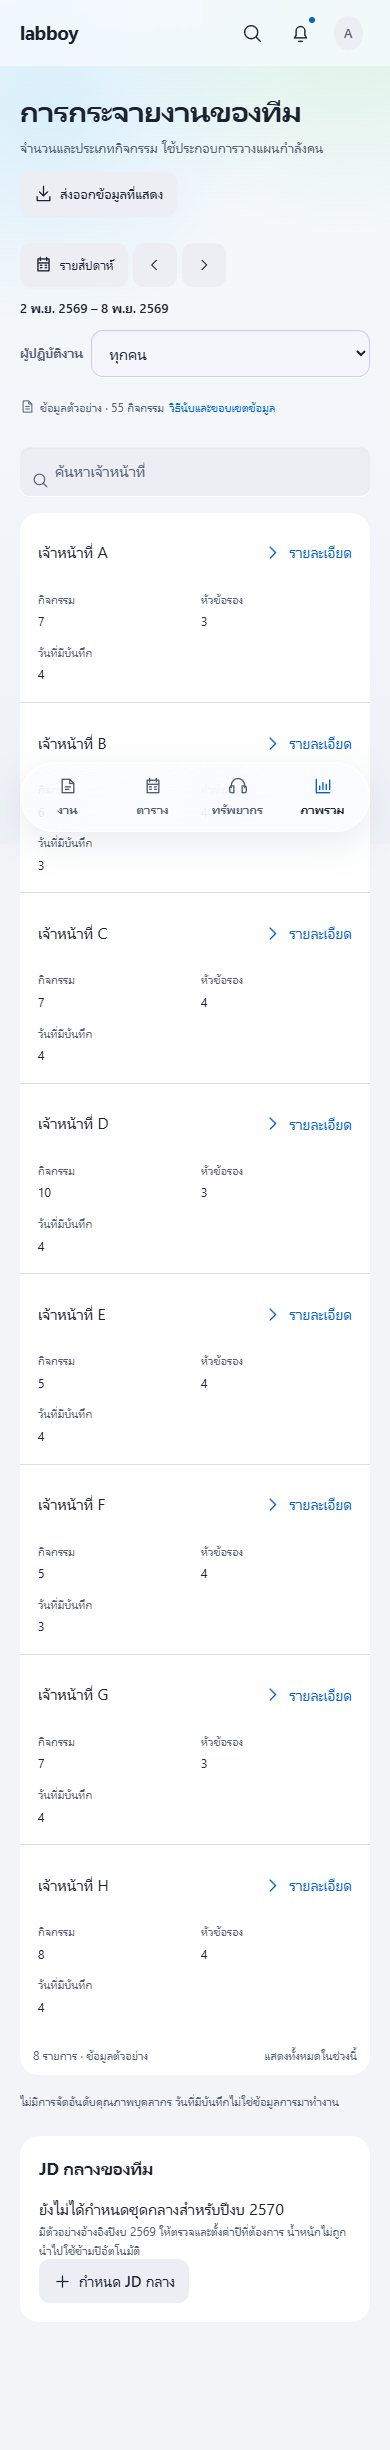 labboy
A
การกระจายงานของทีม
จำนวนและประเภทกิจกรรม ใช้ประกอบการวางแผนกำลังคน
ส่งออกข้อมูลที่แสดง
รายสัปดาห์
2 พ.ย. 2569 – 8 พ.ย. 2569
ผู้ปฏิบัติงาน ทุกคน
ข้อมูลตัวอย่าง · 55 กิจกรรม วิธีนับและขอบเขตข้อมูล
ค้นหาเจ้าหน้าที่
เจ้าหน้าที่ A รายละเอียด
กิจกรรม หัวข้อรอง
7 3
วันที่มีบันทึก
4
เจ้าหน้าที่ B รายละเอียด
งาน ตาราง ทรัพยากร ภาพรวม
วันที่มีบันทึก
3
เจ้าหน้าที่ C รายละเอียด
กิจกรรม หัวข้อรอง
7 4
วันที่มีบันทึก
4
เจ้าหน้าที่ D รายละเอียด
กิจกรรม หัวข้อรอง
10 3
วันที่มีบันทึก
4
เจ้าหน้าที่ E รายละเอียด
กิจกรรม หัวข้อรอง
5 4
วันที่มีบันทึก
4
เจ้าหน้าที่ F รายละเอียด
กิจกรรม หัวข้อรอง
5 4
วันที่มีบันทึก
3
เจ้าหน้าที่ G รายละเอียด
กิจกรรม หัวข้อรอง
7 3
วันที่มีบันทึก
4
เจ้าหน้าที่ H รายละเอียด
กิจกรรม หัวข้อรอง
8 4
วันที่มีบันทึก
4
8 รายการ · ข้อมูลตัวอย่าง แสดงทั้งหมดในช่วงนี้
ไม่มีการจัดอันดับคุณภาพบุคลากร วันที่มีบันทึกไม่ใช่ข้อมูลการมาทำงาน
JD กลางของทีม
ยังไม่ได้กำหนดชุดกลางสำหรับปีงบ 2570
มีตัวอย่างอ้างอิงปีงบ 2569 ให้ตรวจและตั้งค่าปีที่ต้องการ น้ำหนักไม่ถูก
นำไปใช้ข้ามปีอัตโนมัติ
กำหนด JD กลาง